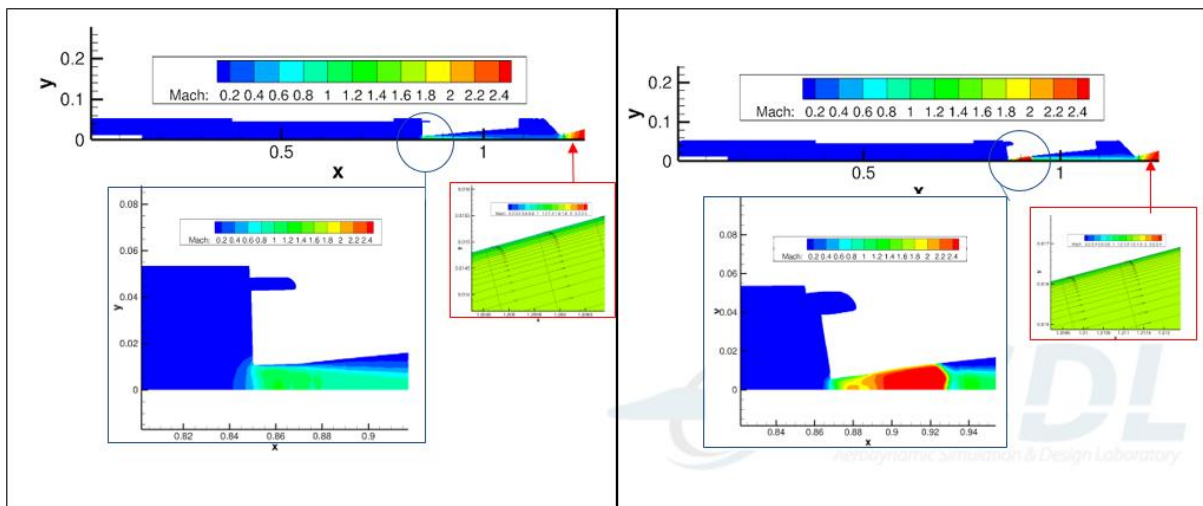 0.2
y
0.1
0
Mach: 0.2 0.4 0.6 0.8 1 1.2 1.4 1.6 1.8 2 2.2 2.4
0.5
1
x
0.08
0.06
y
0.04
0.02
0
Mach:
0.2 0.4 0.6 0.8 1 1.2 1.4 1.6 1.8 2 2.2 2.4
0.82 0.84 0.86 0.88 0.9
x
0.2
y
0.1
0
Mach: 0.2 0.4 0.6 0.8 1 1.2 1.4 1.6 1.8 2 2.2 2.4
0.5
1
x
0.08
0.06
y
0.04
0.02
0
Mach:
0.2 0.4 0.6 0.8 1 1.2 1.4 1.6 1.8 2 2.2 2.4
0.84 0.86 0.88 0.9 0.92 0.94
x
DL
Aerodynamic Simulation & Design Laboratory